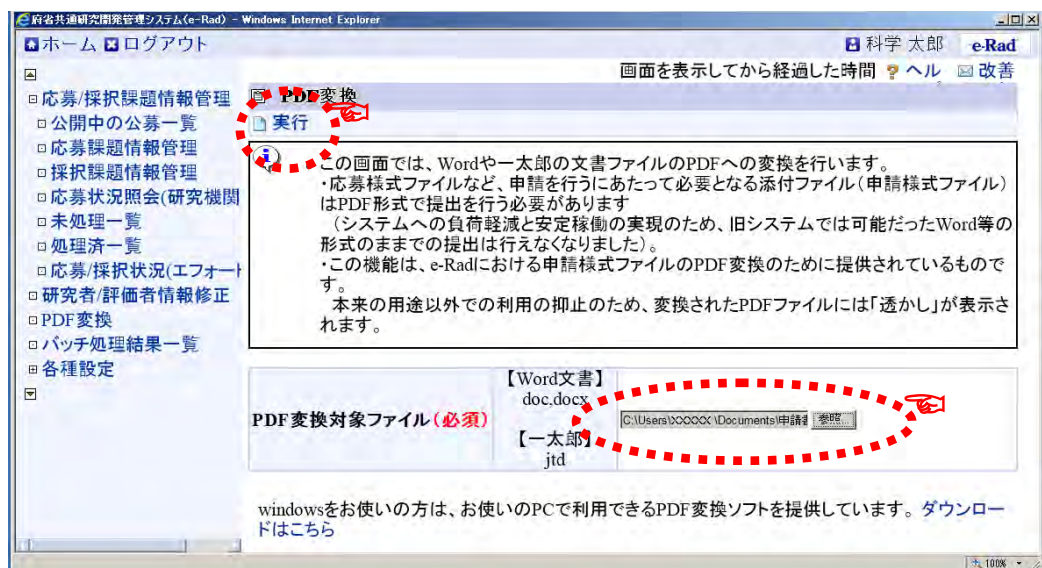 府省共通研究開発管理システム(e-Rad) - Windows Internet Explorer
ホーム ログアウト
科学 太郎 e-Rad
画面を表示してから経過した時間 ヘル 改善
応募/採択課題情報管理
公開中の公募一覧
応募課題情報管理
採択課題情報管理
応募状況照会(研究機関
未処理一覧
処理済一覧
応募/採択状況(エフォート
研究者/評価者情報修正
PDF変換
バッチ処理結果一覧
各種設定
PDF変換
実行
この画面では、Wordや一太郎の文書ファイルのPDFへの変換を行います。
・応募様式ファイルなど、申請を行うにあたって必要となる添付ファイル(申請様式ファイル)
はPDF形式で提出を行う必要があります
(システムへの負荷軽減と安定稼働の実現のため、旧システムでは可能だったWord等の
形式のままでの提出は行えなくなりました)。
・この機能は、e-Radにおける申請様式ファイルのPDF変換のために提供されているもので
す。
本来の用途以外での利用の抑止のため、変換されたPDFファイルには「透かし」が表示さ
れます。
PDF変換対象ファイル(必須)
【Word文書】
doc,docx
【一太郎】
jtd
C:\Users\XXXXXX\Documents\申請書 参照...
windowsをお使いの方は、お使いのPCで利用できるPDF変換ソフトを提供しています。ダウンロー
ドはこちら
100%